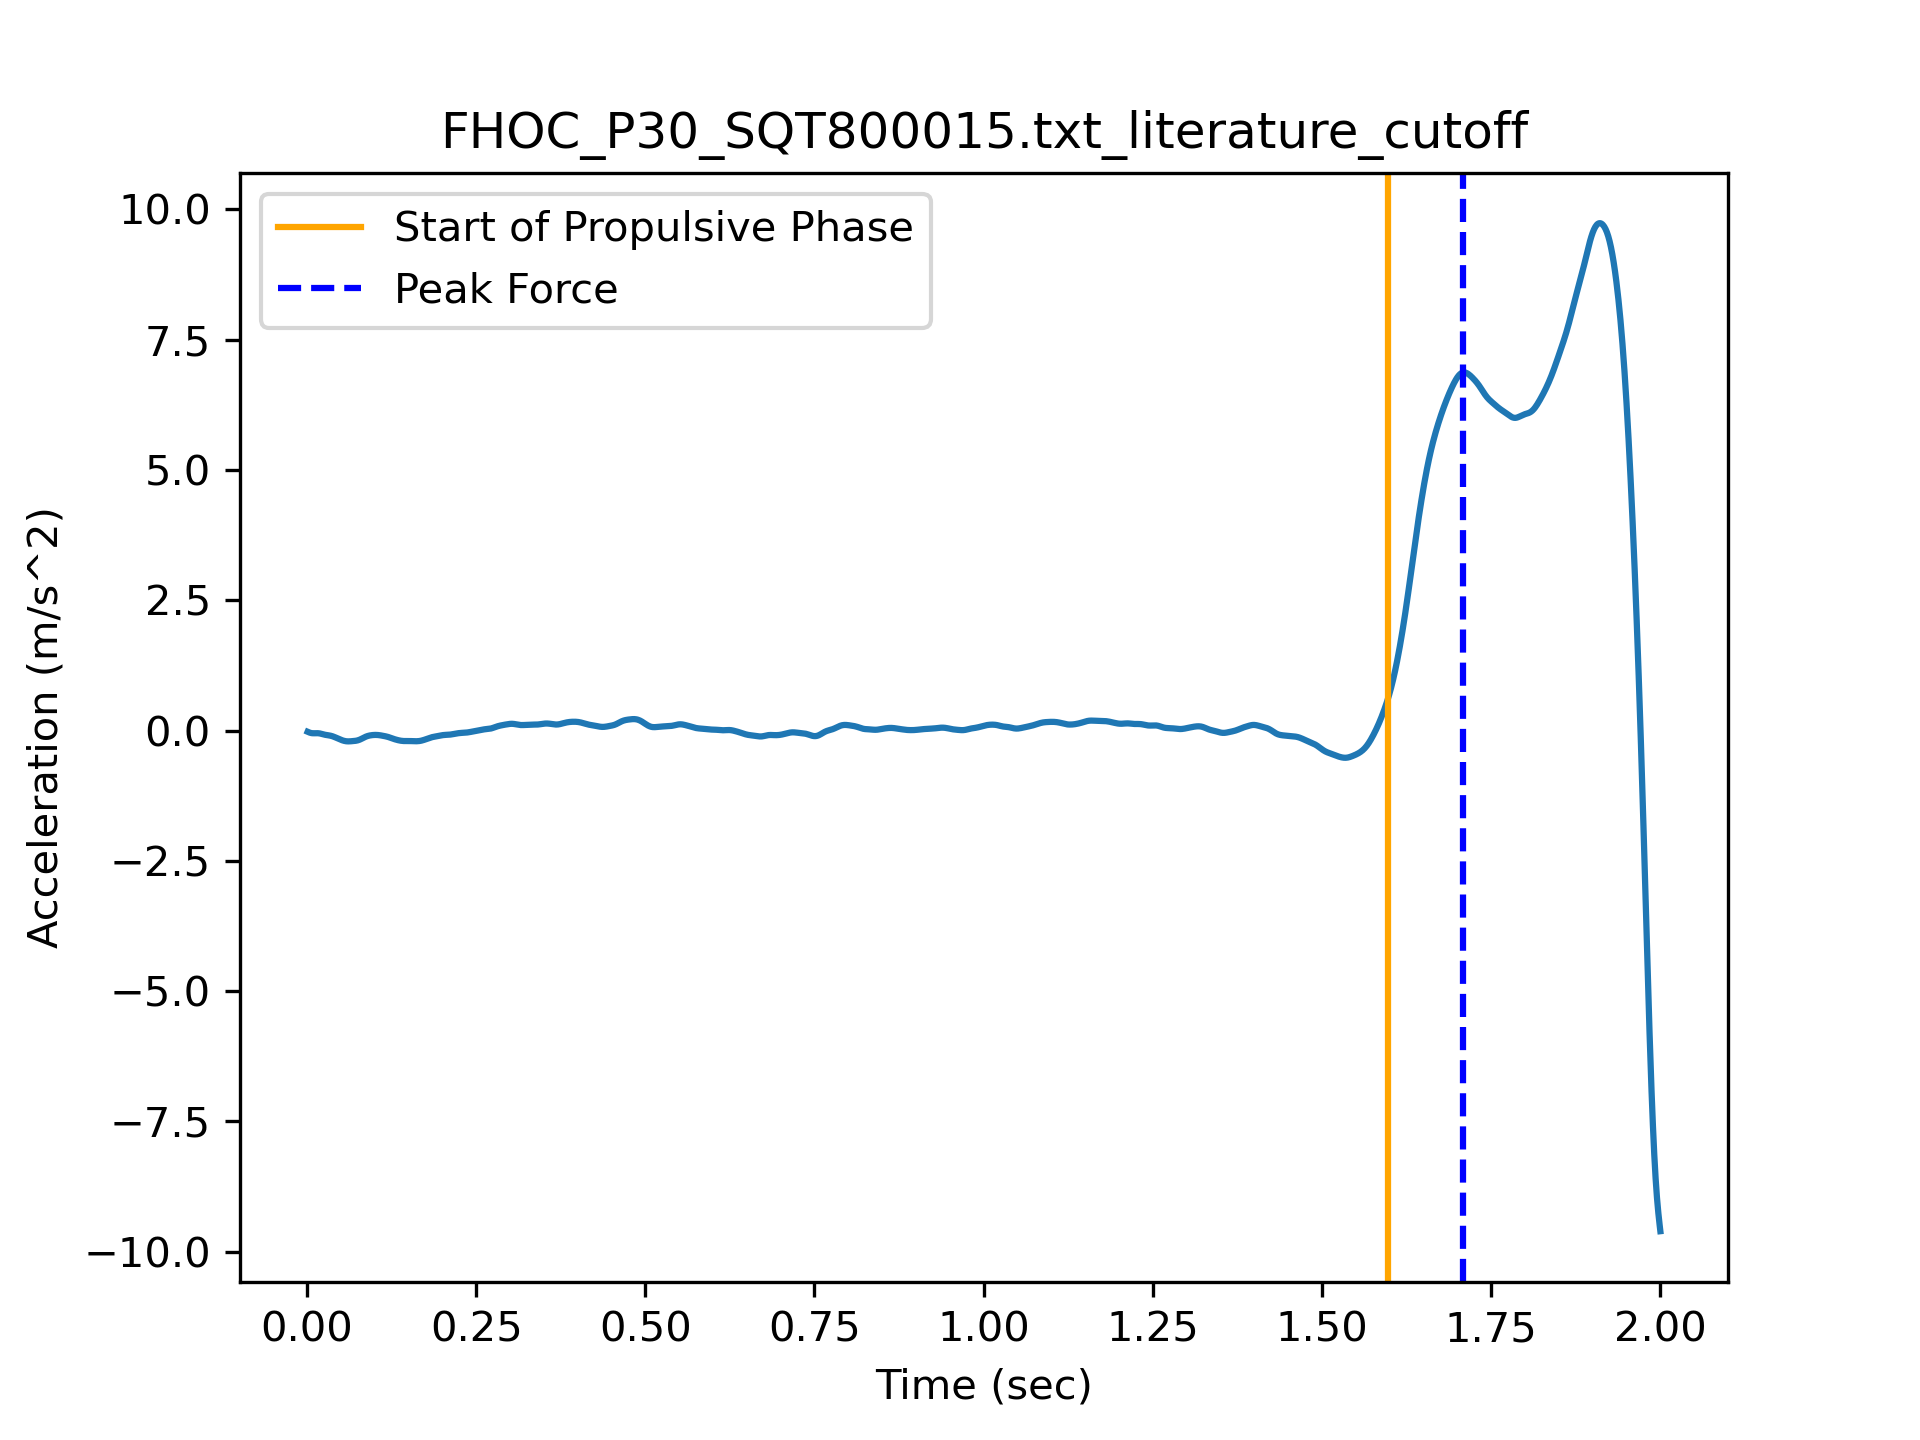 FHOC_P30_SQT800015.txt_literature_cutoff
Start of Propulsive Phase
Peak Force
10.0
7.5
5.0
2.5
0.0
−2.5
−5.0
−7.5
−10.0
Acceleration (m/s^2)
0.00 0.25 0.50 0.75 1.00 1.25 1.50 1.75 2.00
Time (sec)